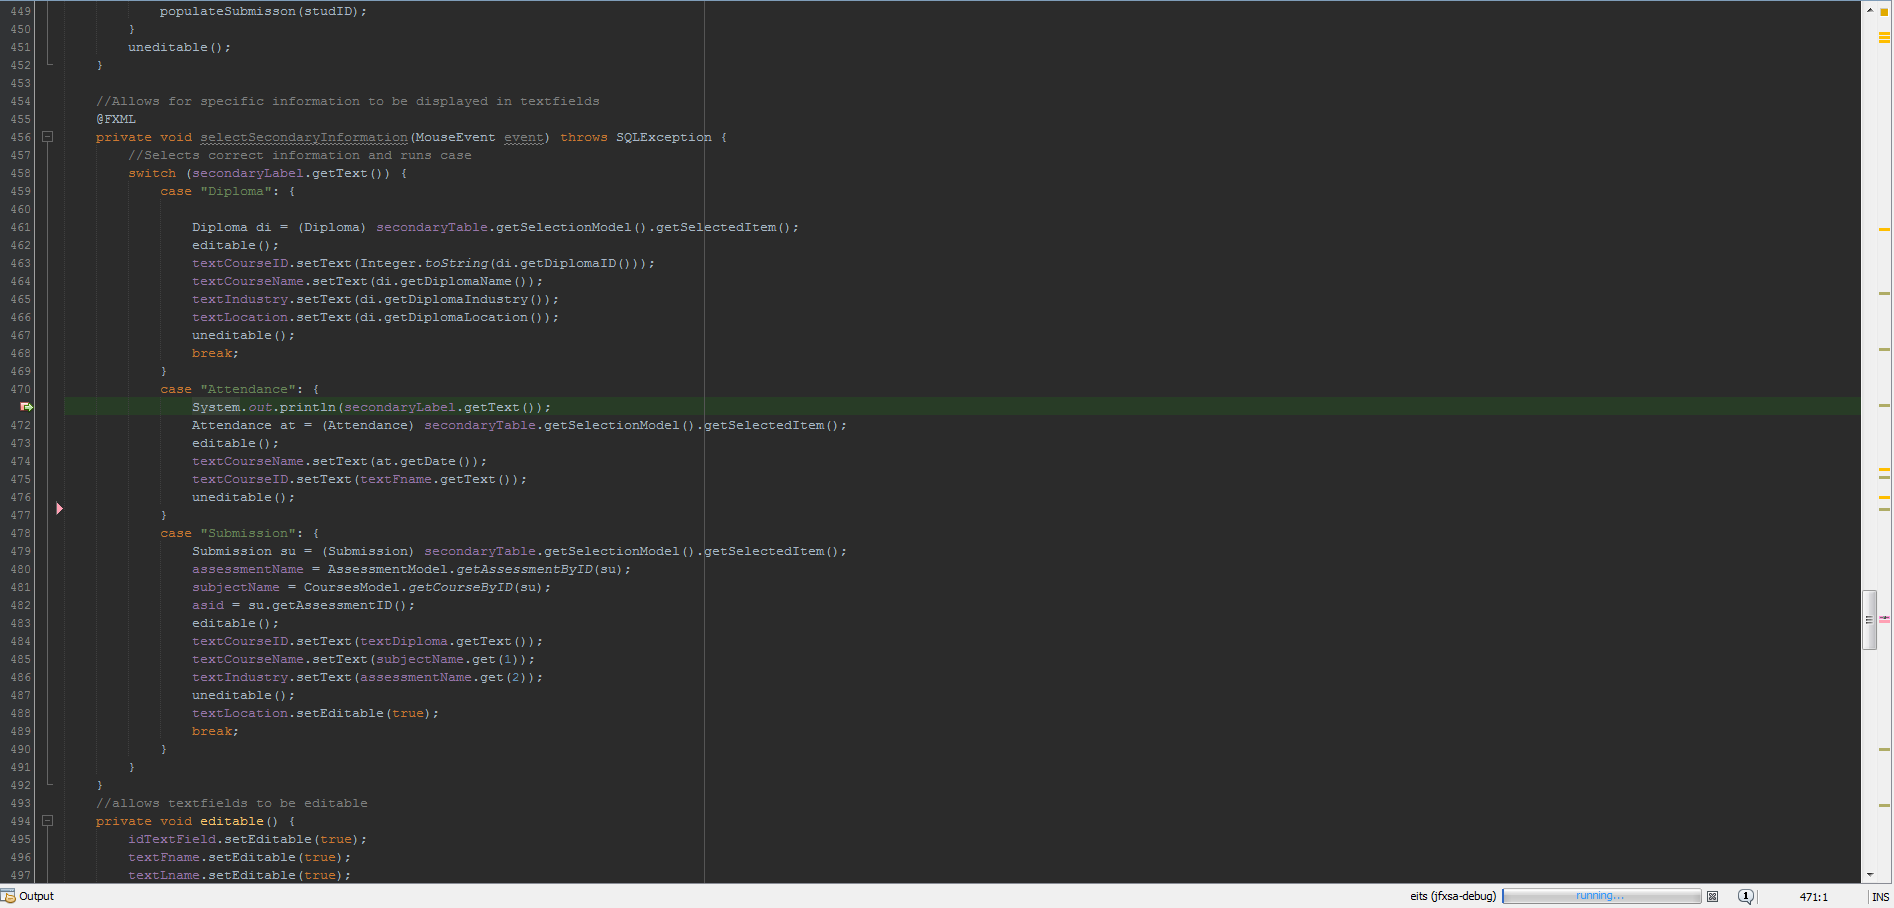 449 populateSubmisson(studID);
450 }
451 uneditable();
452 }
453
454 //Allows for specific information to be displayed in textfields
455 @FXML
456 private void selectSecondaryInformation(MouseEvent event) throws SQLException {
457 //Selects correct information and runs case
458 switch (secondaryLabel.getText()) {
459 case "Diploma": {
460
461 Diploma di = (Diploma) secondaryTable.getSelectionModel().getSelectedItem();
462 editable();
463 textCourseID.setText(Integer.toString(di.getDiplomaID()));
464 textCourseName.setText(di.getDiplomaName());
465 textIndustry.setText(di.getDiplomaIndustry());
466 textLocation.setText(di.getDiplomaLocation());
467 uneditable();
468 break;
469 }
470 case "Attendance": {
System.out.println(secondaryLabel.getText());
472 Attendance at = (Attendance) secondaryTable.getSelectionModel().getSelectedItem();
473 editable();
474 textCourseName.setText(at.getDate());
475 textCourseID.setText(textFname.getText());
476 uneditable();
477 }
478 case "Submission": {
479 Submission su = (Submission) secondaryTable.getSelectionModel().getSelectedItem();
480 assessmentName = AssessmentModel.getAssessmentByID(su);
481 subjectName = CoursesModel.getCourseByID(su);
482 asid = su.getAssessmentID();
483 editable();
484 textCourseID.setText(textDiploma.getText());
485 textCourseName.setText(subjectName.get(1));
486 textIndustry.setText(assessmentName.get(2));
487 uneditable();
488 textLocation.setEditable(true);
489 break;
490 }
491 }
492 }
493 //allows textfields to be editable
494 private void editable() {
495 idTextField.setEditable(true);
496 textFname.setEditable(true);
497 textLname.setEditable(true);
Output eits (jfxsa-debug) running... 1 471:1 INS